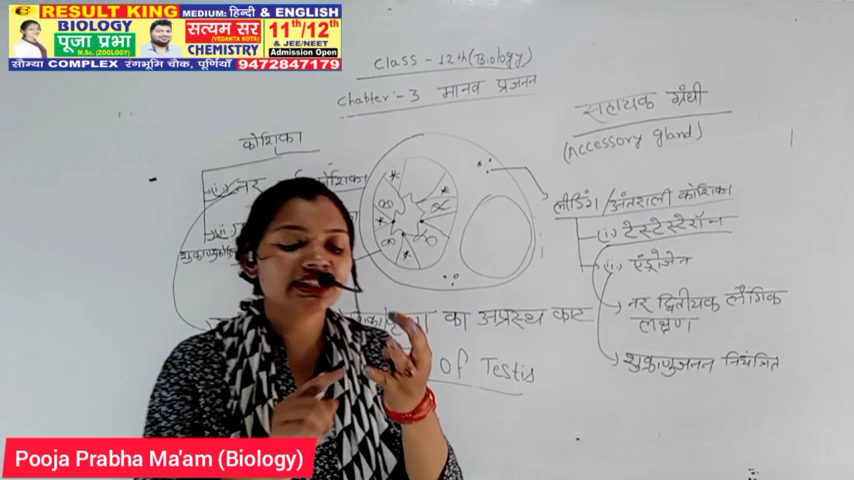 RESULT KING MEDIUM: हिन्दी & ENGLISH
BIOLOGY
पूजा प्रभा
M.Sc. (ZOOLOGY)
सत्यम सर
(VEDANTA KOTA)
CHEMISTRY
11th/12th
& JEE/NEET
Admission Open
सौम्या COMPLEX रंगभूमि चौक, पूर्णियाँ 9472847179
Class - 12th (Biology)
Chapter :- 3 मानव प्रजनन
कोशिका
(i) नर
कोशिका
सहायक ग्रंथी
(Accessory gland)
लीडिंग / अंतराली कोशिका
(i) टेस्टेस्टेरॉन
(ii) एंड्रोजेन
नर द्वितीयक लैंगिक
लक्षण
शुक्राणुजनन नियंत्रित
का अप्रस्थ काट
of Testis
Pooja Prabha Ma'am (Biology)